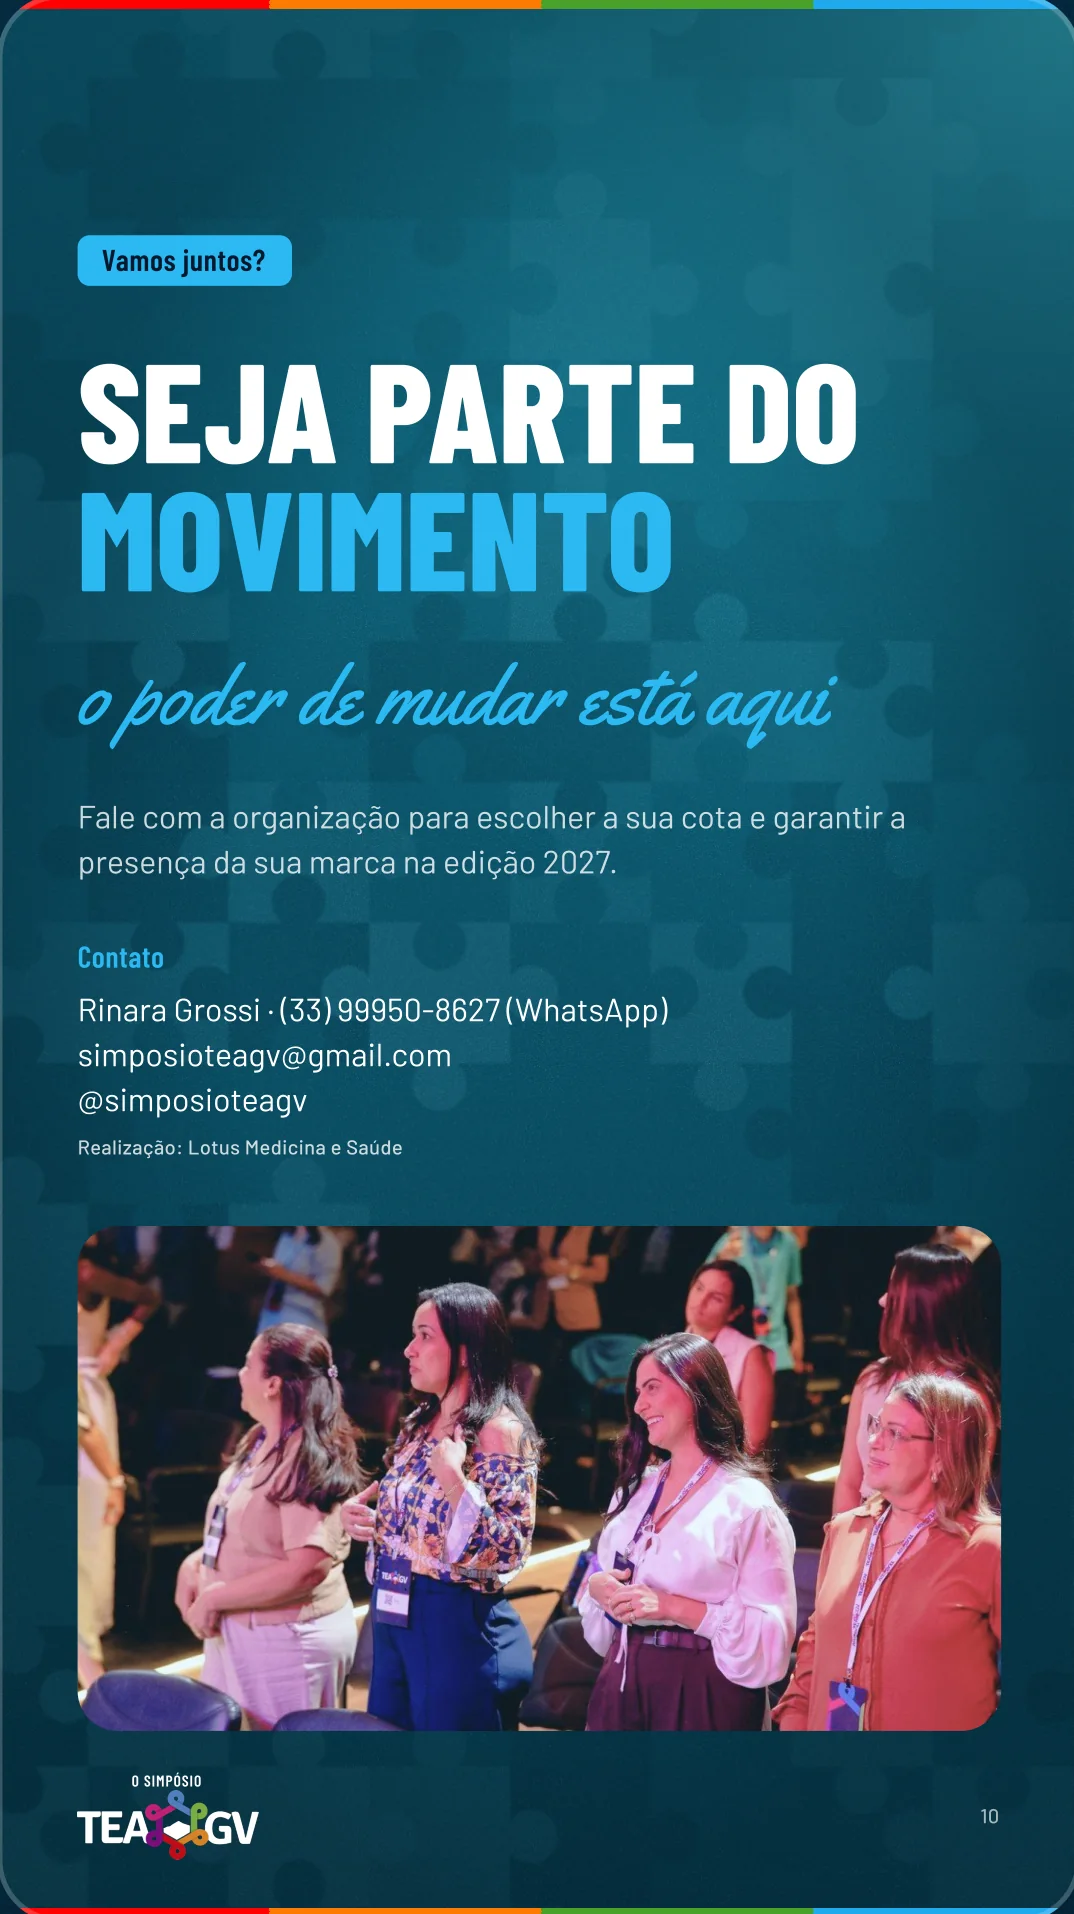 Vamos juntos?
SEJA PARTE DO
MOVIMENTO
o poder de mudar está aqui
Fale com a organização para escolher a sua cota e garantir a
presença da sua marca na edição 2027.
Contato
Rinara Grossi · (33) 99950-8627 (WhatsApp)
simposioteagv@gmail.com
@simposioteagv
Realização: Lotus Medicina e Saúde
TEA GV
O SIMPÓSIO
TEA GV
10